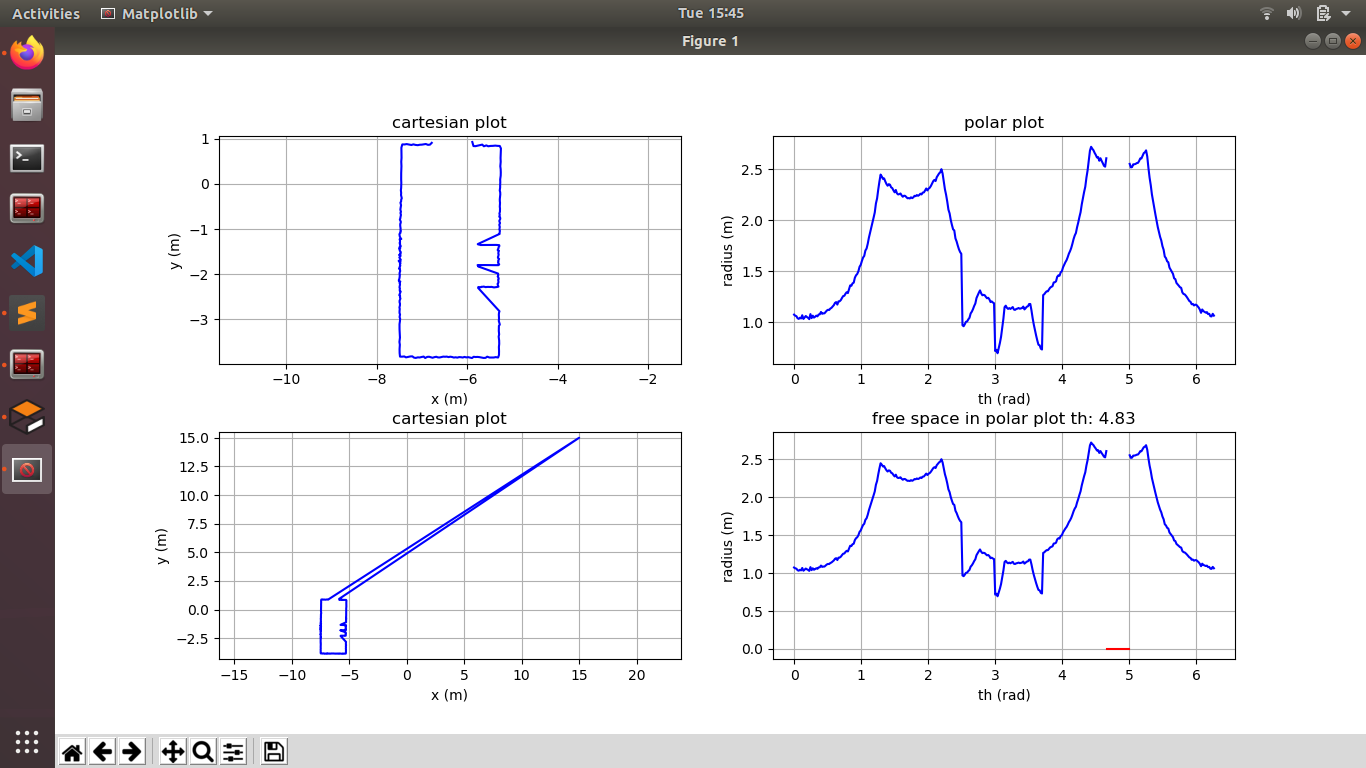 Activities Matplotlib Tue 15:45
Figure 1
cartesian plot
1
0
−1
−2
−3
y (m)
−10 −8 −6 −4 −2
x (m)
polar plot
2.5
2.0
1.5
1.0
radius (m)
0 1 2 3 4 5 6
th (rad)
cartesian plot
15.0
12.5
10.0
7.5
5.0
2.5
0.0
−2.5
y (m)
−15 −10 −5 0 5 10 15 20
x (m)
free space in polar plot th: 4.83
2.5
2.0
1.5
1.0
0.5
0.0
radius (m)
0 1 2 3 4 5 6
th (rad)